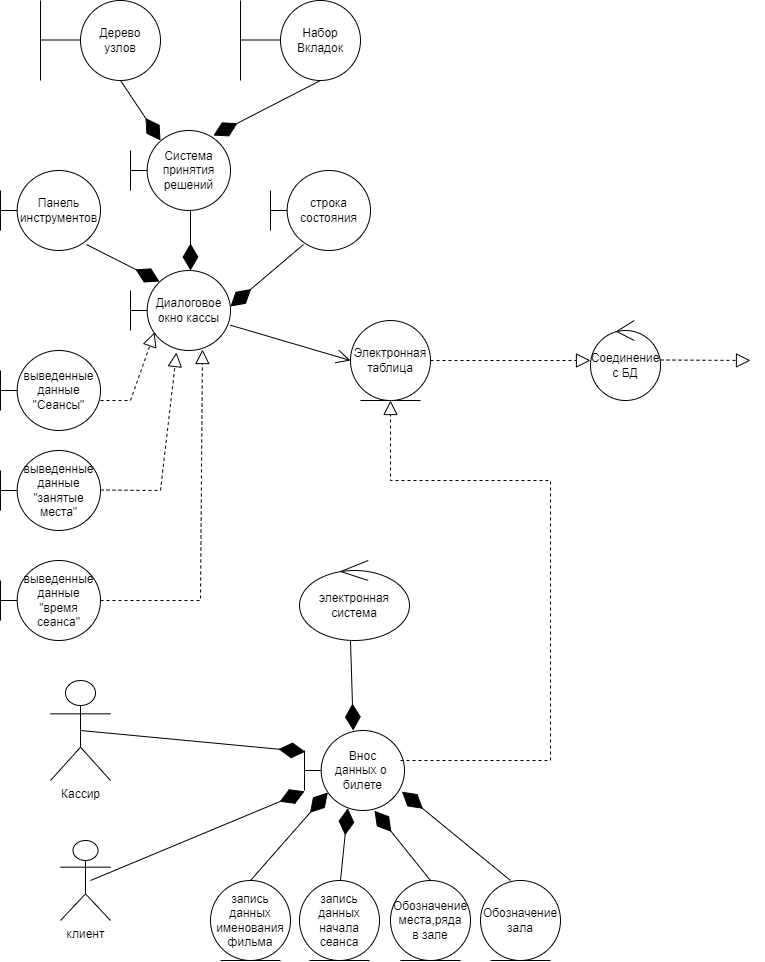 Дерево
узлов
Набор
Вкладок
Система
принятия
решений
Панель
инструментов
строка
состояния
Диалоговое
окно кассы
Электронная
таблица
Соединение
с БД
выведенные
данные
"Сеансы"
выведенные
данные
"занятые
места"
выведенные
данные
"время
сеанса"
электронная
система
Кассир
Внос
данных о
билете
клиент
запись
данных
именования
фильма
запись
данных
начала
сеанса
Обозначение
места,ряда
в зале
Обозначение
зала